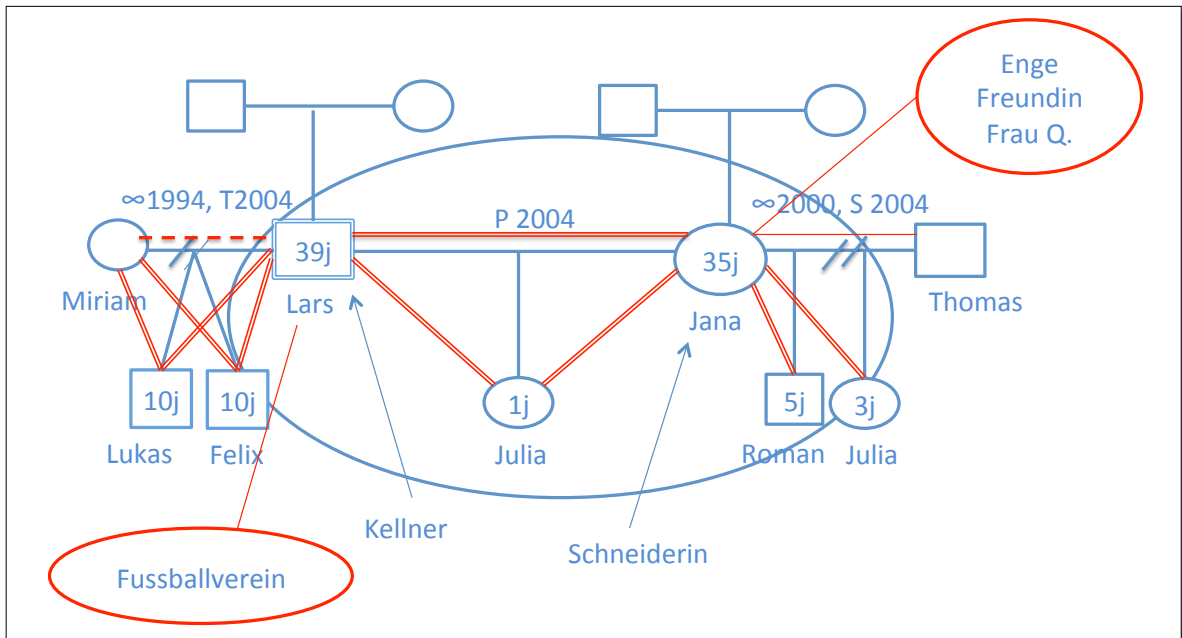 Enge
Freundin
Frau Q.
∞1994, T2004
P 2004
∞2000, S 2004
39j
35j
Miriam
Lars
Jana
Thomas
10j
10j
1j
5j
3j
Lukas
Felix
Julia
Roman
Julia
Kellner
Schneiderin
Fussballverein